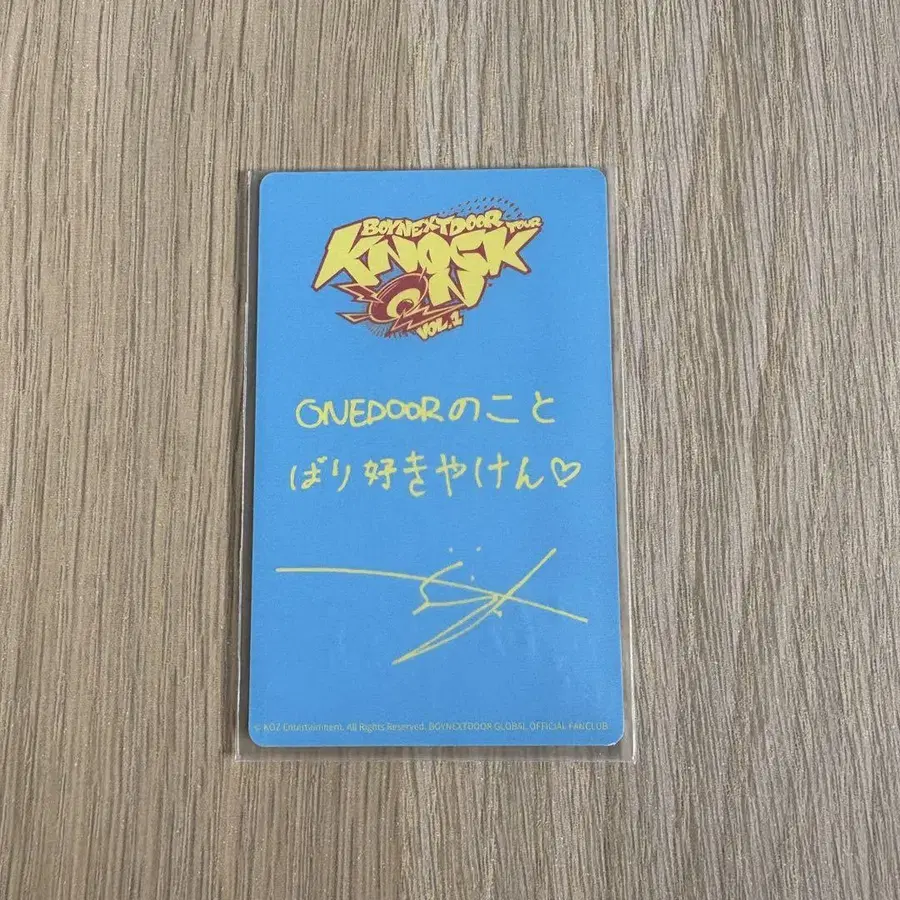 BOYNEXTDOOR TOUR
KNOCK
ON
VOL.1
ONEDOORのこと
ばり好きやけん♡
© KOZ Entertainment. All Rights Reserved. BOYNEXTDOOR GLOBAL OFFICIAL FANCLUB